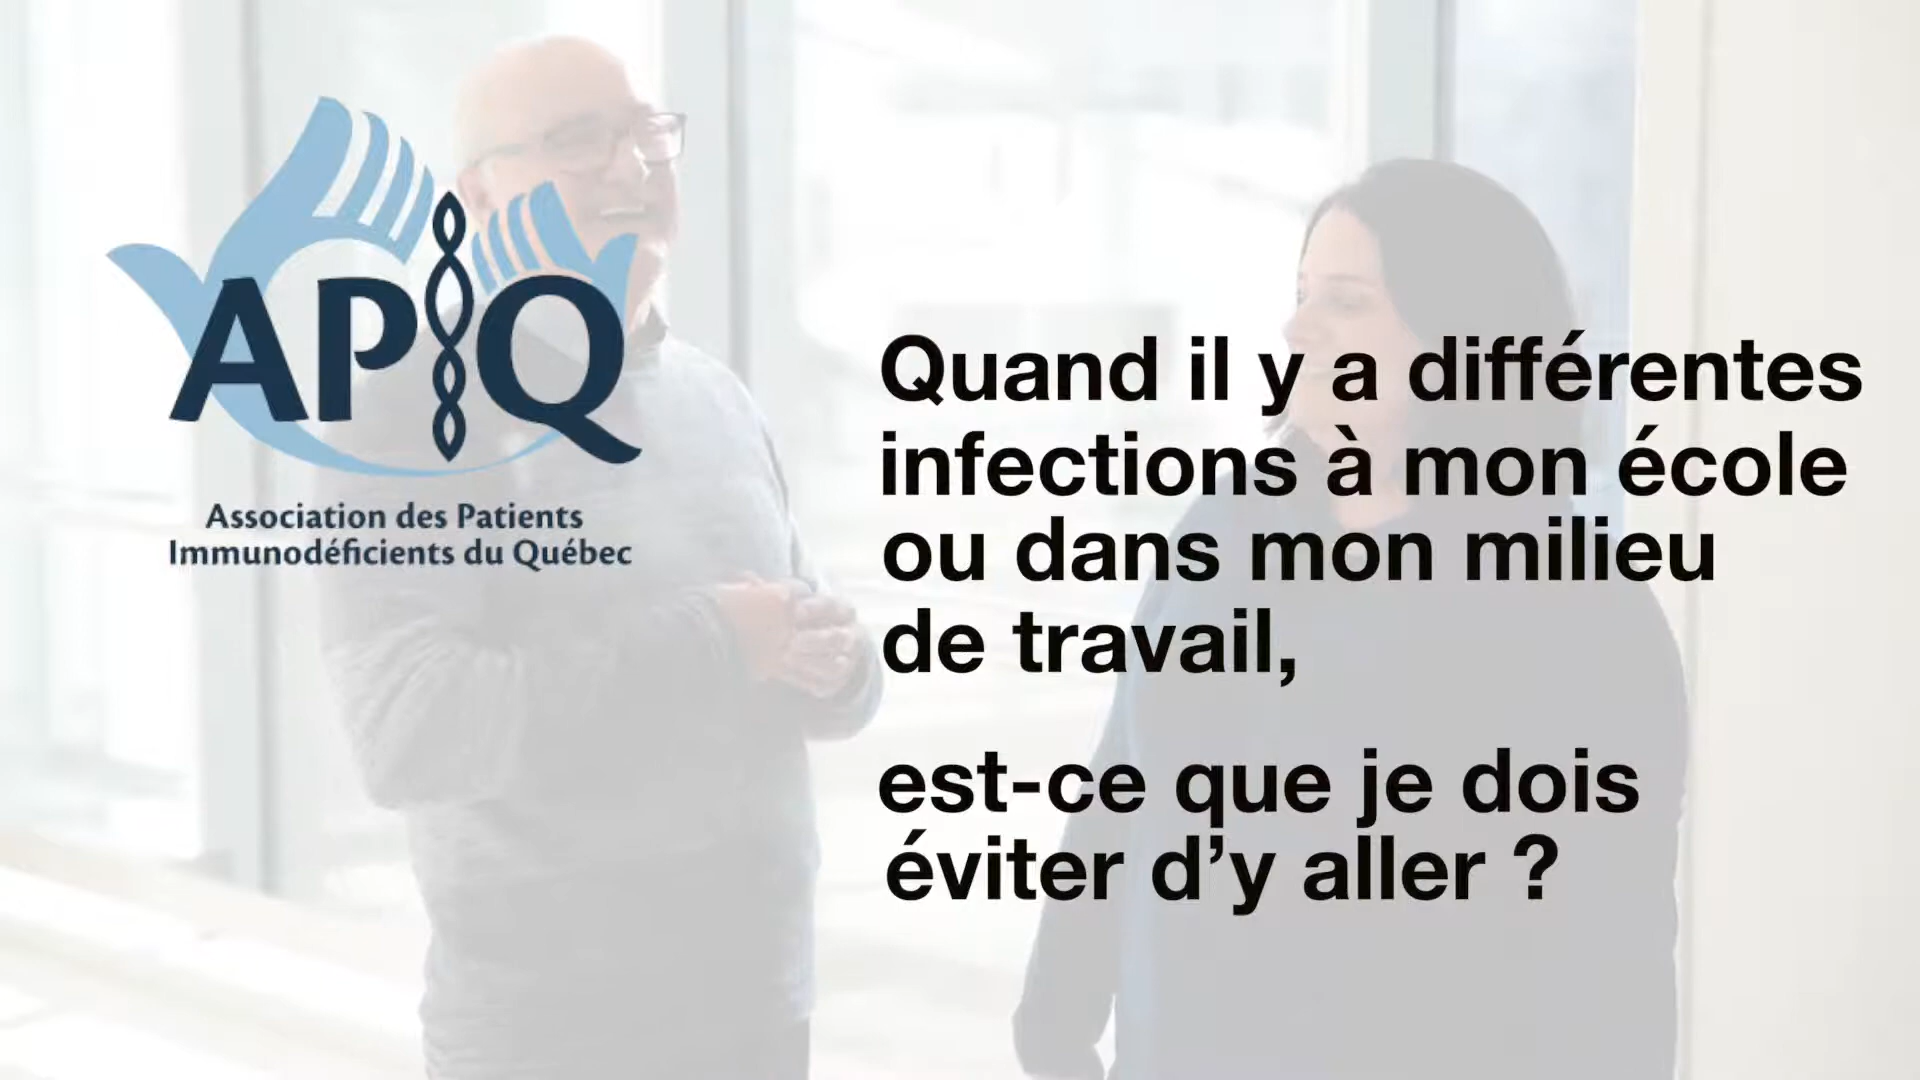 APIQ
Association des Patients
Immunodéficients du Québec
Quand il y a différentes
infections à mon école
ou dans mon milieu
de travail,
est-ce que je dois
éviter d’y aller ?